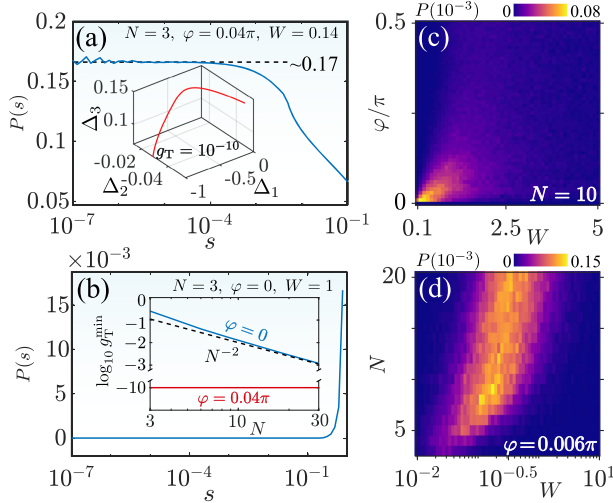 (a)
N = 3, φ = 0.04π, W = 0.14
P(s)
0.2
0.15
0.1
0.05
~0.17
Δ₃
0.15
0.1
-0.02
-0.04
Δ₂
g_T = 10⁻¹⁰
-1
-0.5
0
Δ₁
10⁻⁷
10⁻⁴
10⁻¹
s
(b)
×10⁻³
N = 3, φ = 0, W = 1
P(s)
15
10
5
0
log₁₀ g_T^min
0
−1
−2
−3
−10
φ = 0
N⁻²
φ = 0.04π
3
10
30
N
10⁻⁷
10⁻⁴
10⁻¹
s
P(10⁻³)
0
0.08
(c)
φ/π
0.5
0
N = 10
0.1
2.5
5
W
P(10⁻³)
0
0.15
(d)
N
20
5
φ = 0.006π
10⁻²
10⁻⁰·⁵
10¹
W